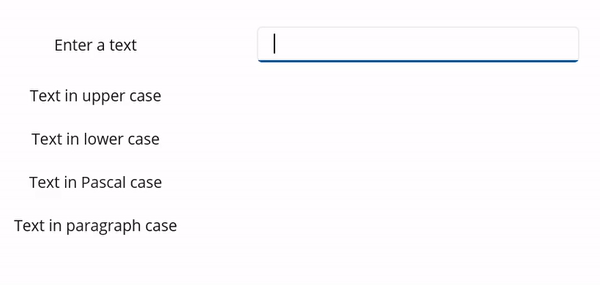 Enter a text
Text in upper case
Text in lower case
Text in Pascal case
Text in paragraph case